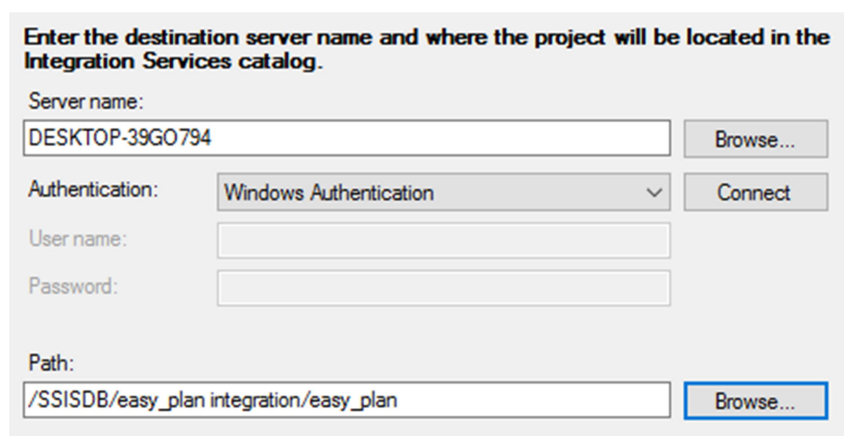 Enter the destination server name and where the project will be located in the
Integration Services catalog.
Server name:
DESKTOP-39GO794
Browse...
Authentication:
Windows Authentication
Connect
User name:
Password:
Path:
/SSISDB/easy_plan integration/easy_plan
Browse...